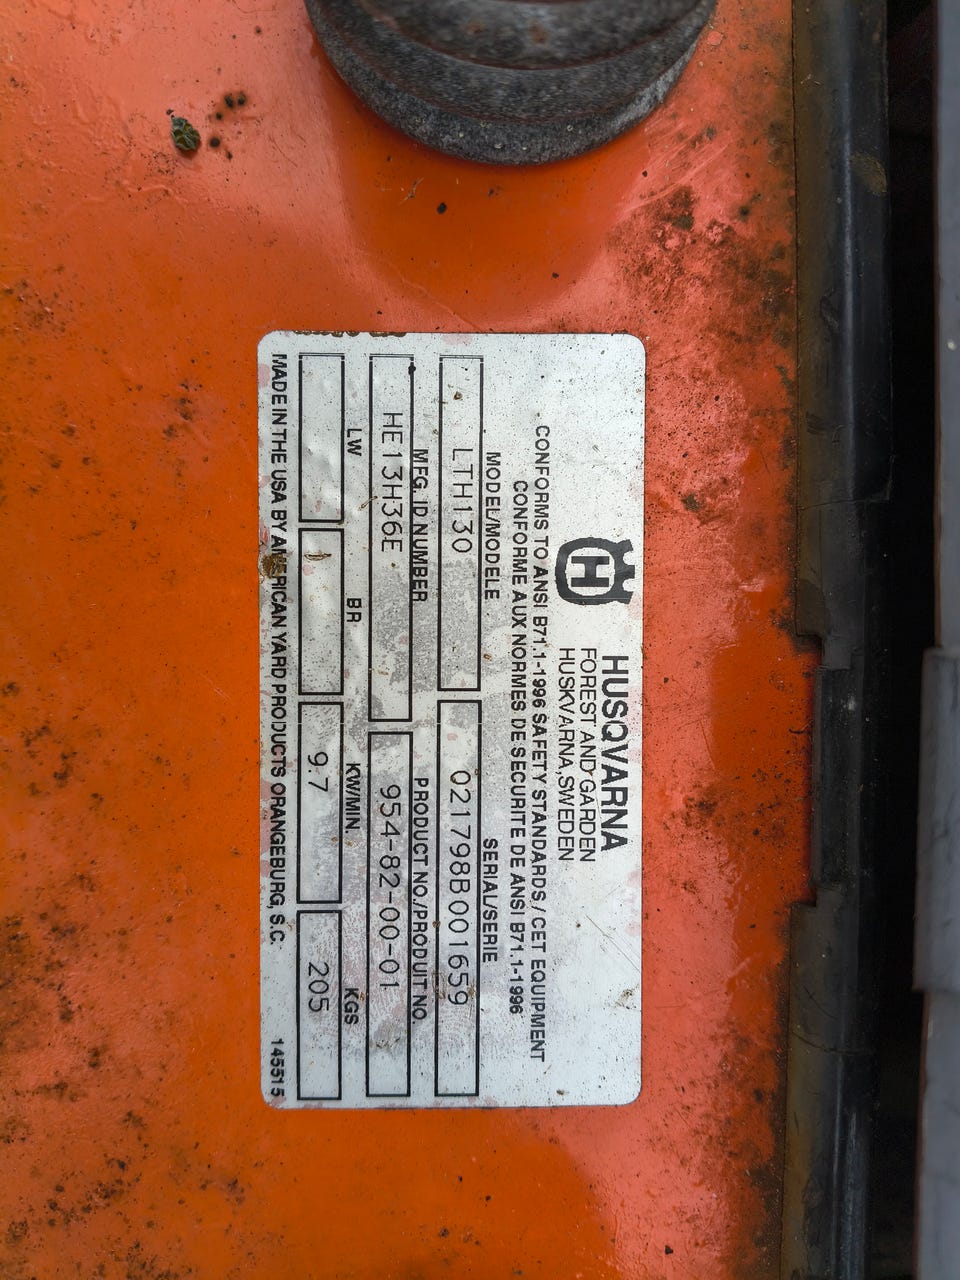 H
HUSQVARNA
FOREST AND GARDEN
HUSKVARNA, SWEDEN
CONFORMS TO ANSI B71.1-1996 SAFETY STANDARDS / CET EQUIPMENT
CONFORME AUX NORMES DE SECURITE DE ANSI B71.1-1996
MODEL/MODELE SERIAL/SERIE
LTH130 021798B001659
MFG. ID NUMBER PRODUCT NO./PRODUIT NO.
HE13H36E 954-82-00-01
LW BR KW/MIN. KGS
9.7 205
MADE IN THE USA BY AMERICAN YARD PRODUCTS ORANGEBURG, S.C. 145515